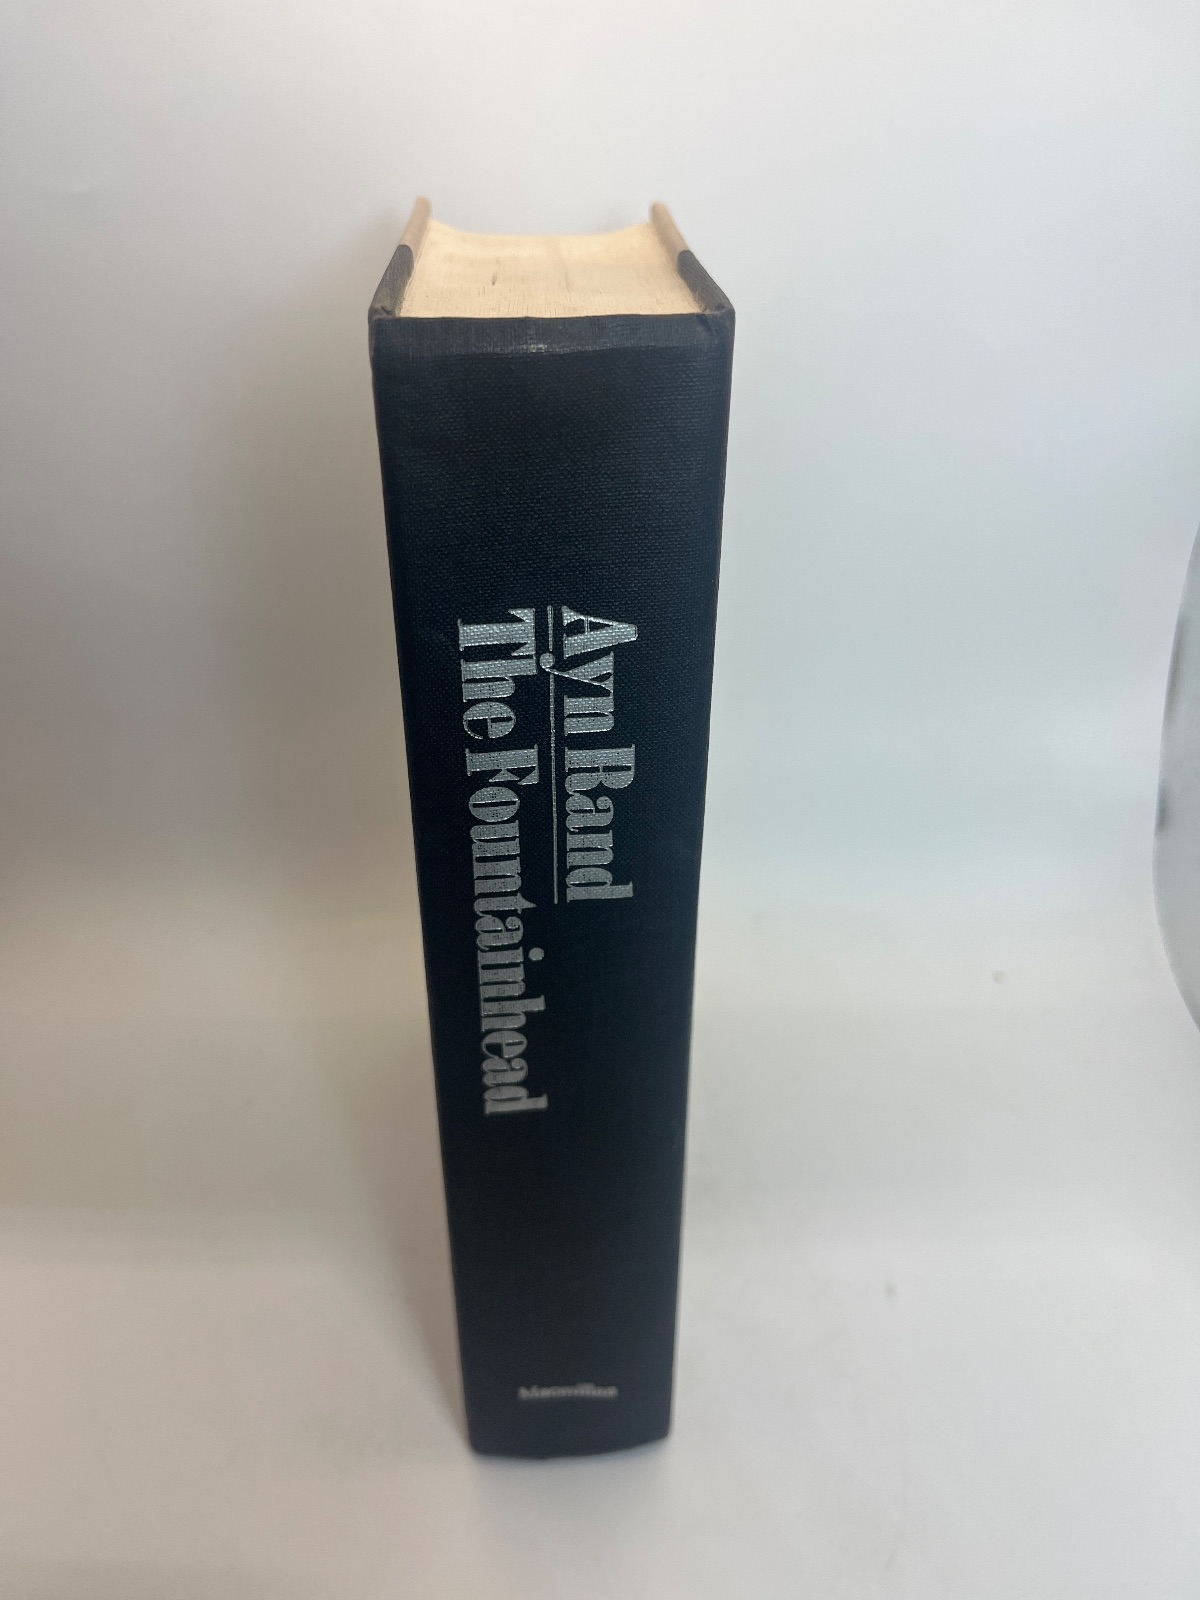 Ayn Rand
The Fountainhead
Macmillan